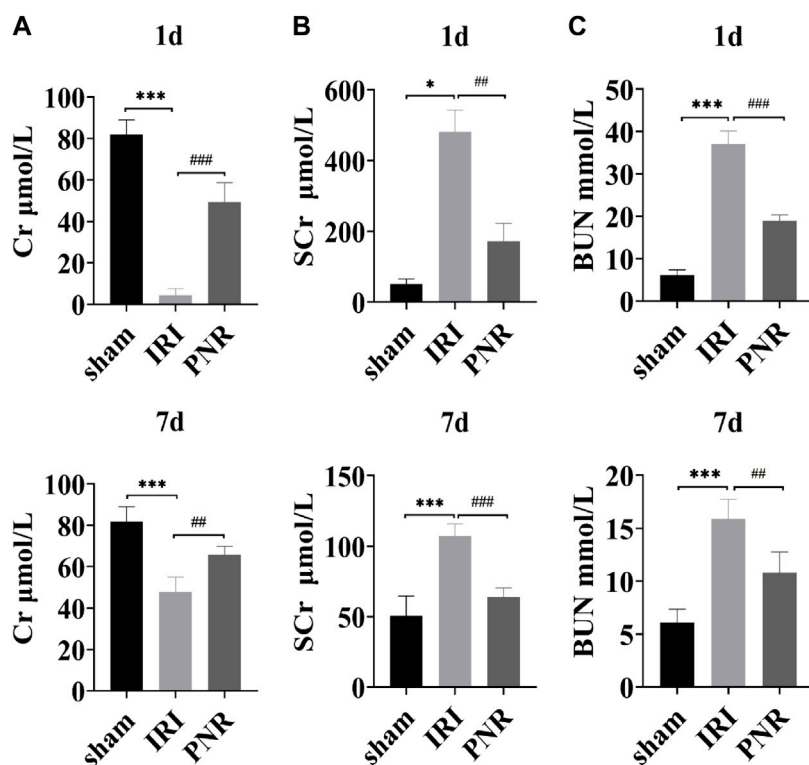 A
1d
Cr µmol/L
100
80
60
40
20
0
***
###
sham
IRI
PNR
B
1d
SCr µmol/L
600
400
200
0
*
##
sham
IRI
PNR
C
1d
BUN mmol/L
50
40
30
20
10
0
***
###
sham
IRI
PNR
7d
Cr µmol/L
100
80
60
40
20
0
***
##
sham
IRI
PNR
7d
SCr µmol/L
150
100
50
0
***
###
sham
IRI
PNR
7d
BUN mmol/L
20
15
10
5
0
***
##
sham
IRI
PNR